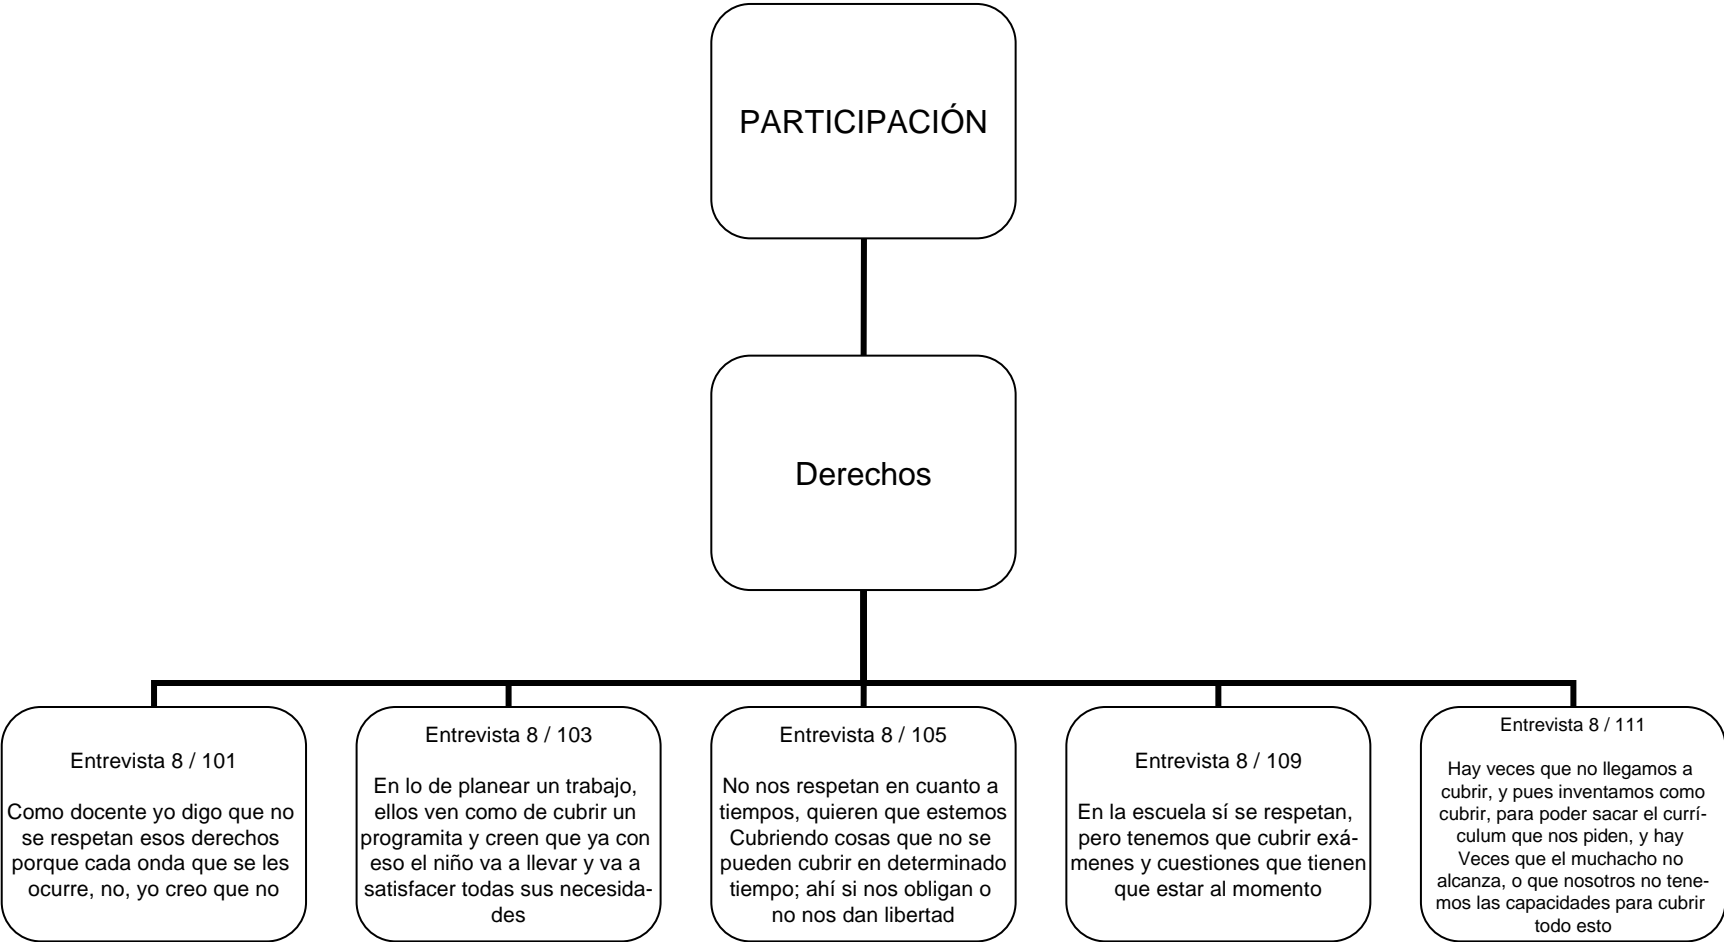 PARTICIPACIÓN
Derechos
Entrevista 8 / 101
Como docente yo digo que no
se respetan esos derechos
porque cada onda que se les
ocurre, no, yo creo que no
Entrevista 8 / 103
En lo de planear un trabajo,
ellos ven como de cubrir un
programita y creen que ya con
eso el niño va a llevar y va a
satisfacer todas sus necesida-
des
Entrevista 8 / 105
No nos respetan en cuanto a
tiempos, quieren que estemos
Cubriendo cosas que no se
pueden cubrir en determinado
tiempo; ahí si nos obligan o
no nos dan libertad
Entrevista 8 / 109
En la escuela sí se respetan,
pero tenemos que cubrir exá-
menes y cuestiones que tienen
que estar al momento
Entrevista 8 / 111
Hay veces que no llegamos a
cubrir, y pues inventamos como
cubrir, para poder sacar el currí-
culum que nos piden, y hay
Veces que el muchacho no
alcanza, o que nosotros no tene-
mos las capacidades para cubrir
todo esto